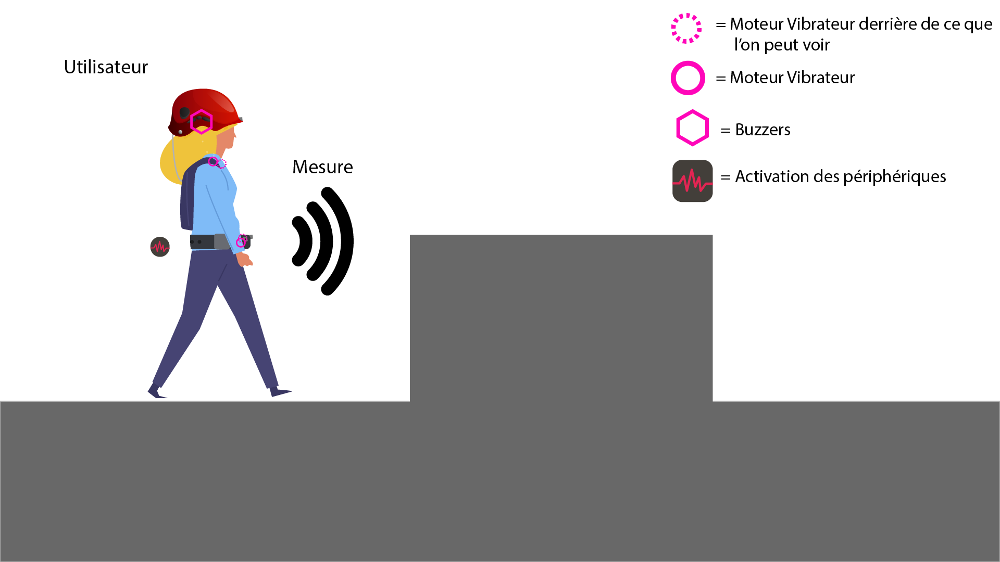 = Moteur Vibrateur derrière de ce que
l’on peut voir
Utilisateur
= Moteur Vibrateur
= Buzzers
Mesure
= Activation des périphériques